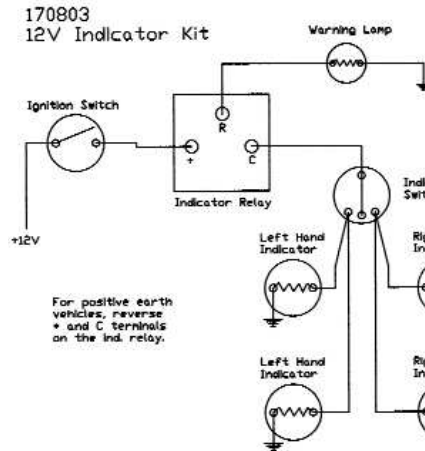 170803
12V Indicator Kit
Warning Lamp
Ignition Switch
R
+
C
Indicator Relay
+12V
Left Hand
Indicator
For positive earth
vehicles, reverse
+ and C terminals
on the ind. relay.
Left Hand
Indicator